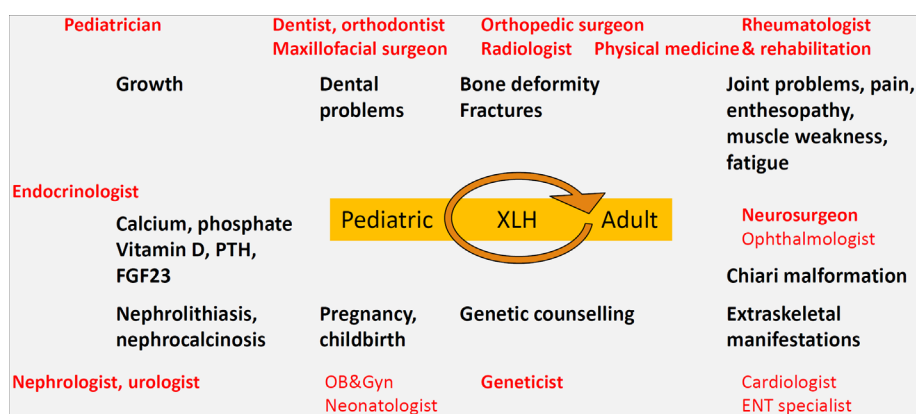 Pediatrician
Dentist, orthodontist
Maxillofacial surgeon
Orthopedic surgeon
Radiologist
Physical medicine & rehabilitation
Rheumatologist
Growth
Dental
problems
Bone deformity
Fractures
Joint problems, pain,
enthesopathy,
muscle weakness,
fatigue
Endocrinologist
Calcium, phosphate
Vitamin D, PTH,
FGF23
Pediatric
XLH
Adult
Neurosurgeon
Ophthalmologist
Chiari malformation
Nephrolithiasis,
nephrocalcinosis
Pregnancy,
childbirth
Genetic counselling
Extraskeletal
manifestations
Nephrologist, urologist
OB&Gyn
Neonatologist
Geneticist
Cardiologist
ENT specialist